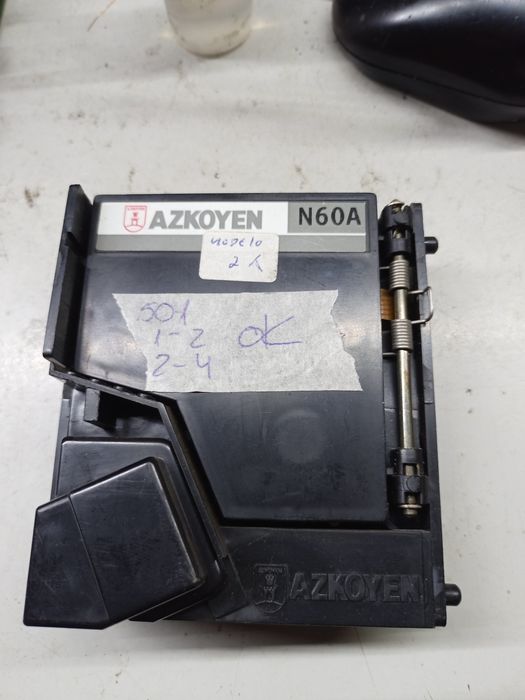 AZKOYEN N60A
MODELO
2 K
501
1-2 OK
2-4
AZKOYEN